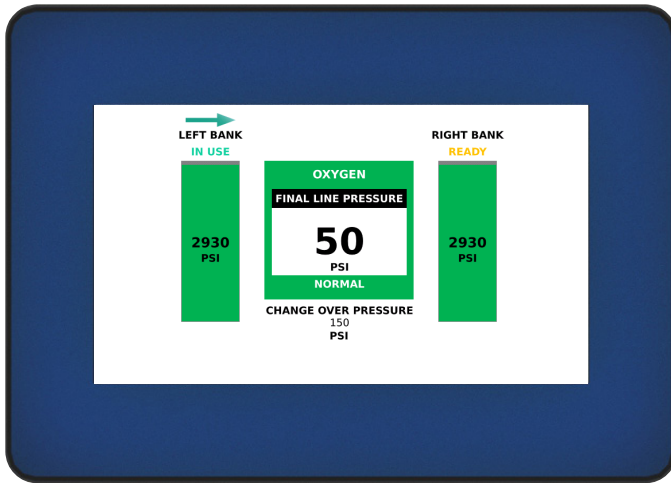 LEFT BANK
IN USE
2930
PSI
OXYGEN
FINAL LINE PRESSURE
50
PSI
NORMAL
CHANGE OVER PRESSURE
150
PSI
RIGHT BANK
READY
2930
PSI